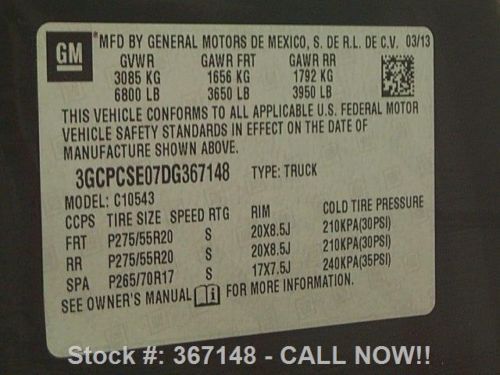 GM MFD BY GENERAL MOTORS DE MEXICO, S. DE R.L. DE C.V. 03/13
GVWR GAWR FRT GAWR RR
3085 KG 1656 KG 1792 KG
6800 LB 3650 LB 3950 LB
THIS VEHICLE CONFORMS TO ALL APPLICABLE U.S. FEDERAL MOTOR
VEHICLE SAFETY STANDARDS IN EFFECT ON THE DATE OF
MANUFACTURE SHOWN ABOVE.
3GCPCSE07DG367148 TYPE: TRUCK
MODEL: C10543
CCPS TIRE SIZE SPEED RTG RIM COLD TIRE PRESSURE
FRT P275/55R20 S 20X8.5J 210KPA(30PSI)
RR P275/55R20 S 20X8.5J 210KPA(30PSI)
SPA P265/70R17 S 17X7.5J 240KPA(35PSI)
SEE OWNER'S MANUAL FOR MORE INFORMATION.
Stock #: 367148 - CALL NOW!!